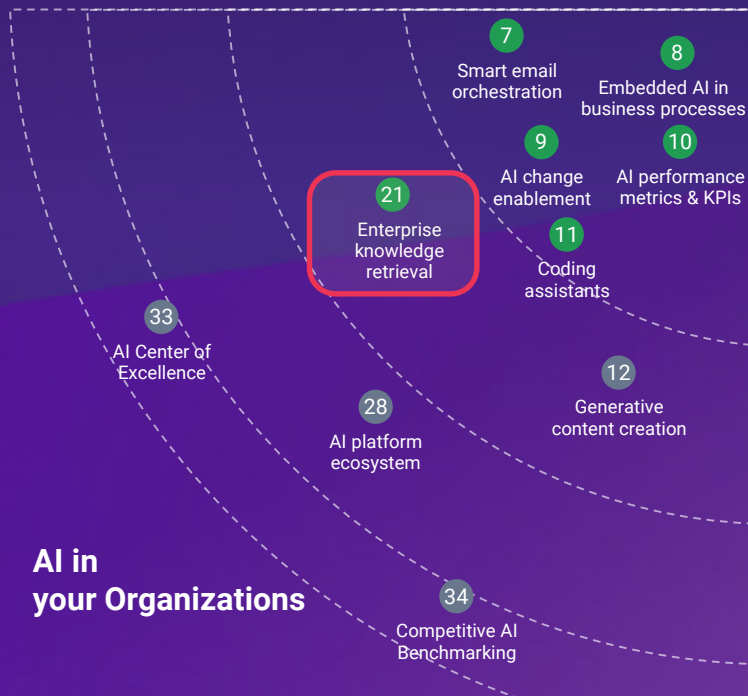 7
Smart email
orchestration
8
Embedded AI in
business processes
9
AI change
enablement
10
AI performance
metrics & KPIs
21
Enterprise
knowledge
retrieval
11
Coding
assistants
33
AI Center of
Excellence
12
Generative
content creation
28
AI platform
ecosystem
AI in
your Organizations
34
Competitive AI
Benchmarking